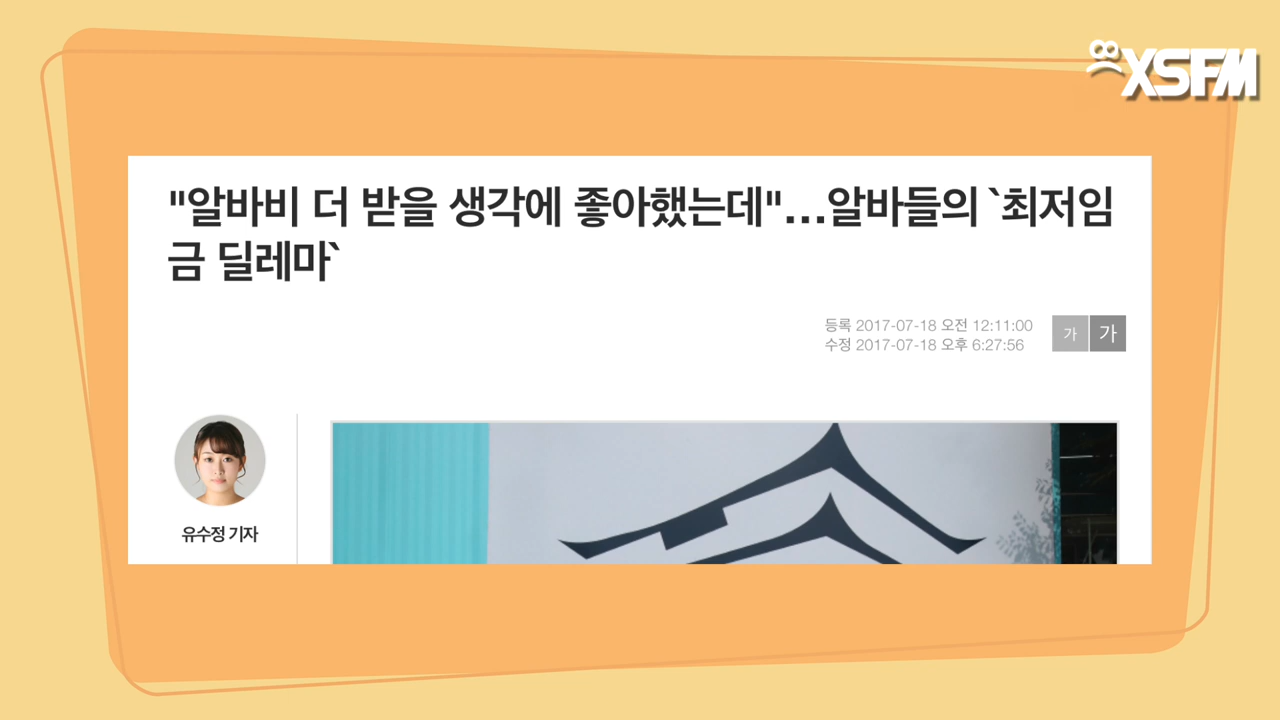 XSFM
"알바비 더 받을 생각에 좋아했는데"...알바들의 `최저임
금 딜레마`
등록 2017-07-18 오전 12:11:00
수정 2017-07-18 오후 6:27:56
가 가
유수정 기자